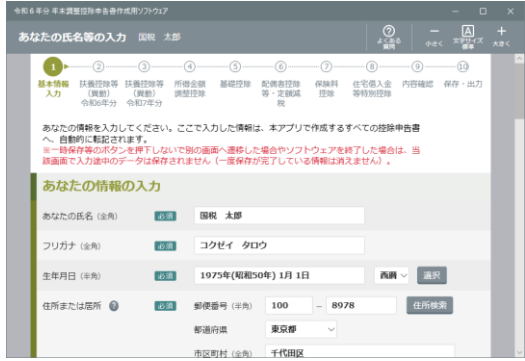 令和６年分 年末調整控除申告書作成用ソフトウェア
あなたの氏名等の入力 国税 太郎
よくある質問 小さく 文字サイズ標準 大きく
1 2 3 4 5 6 7 8 9 10
基本情報入力 扶養控除等(異動)令和6年分 扶養控除等(異動)令和7年分 所得金額調整控除 基礎控除 配偶者控除等・定額減税 保険料控除 住宅借入金等特別控除 内容確認 保存・出力
あなたの情報を入力してください。ここで入力した情報は、本アプリで作成するすべての控除申告書
へ、自動的に転記されます。
※一時保存等のボタンを押下しないで別の画面へ遷移した場合やソフトウェアを終了した場合は、当
該画面で入力途中のデータは保存されません（一度保存が完了している情報は消えません）。
あなたの情報の入力
あなたの氏名 (全角) 必須 国税 太郎
フリガナ (全角) 必須 コクゼイ タロウ
生年月日 (半角) 必須 1975年(昭和50年) 1月 1日 西暦 選択
住所または居所 ? 必須 郵便番号 (半角) 100 － 8978 住所検索
都道府県 東京都
市区町村 (全角) 千代田区